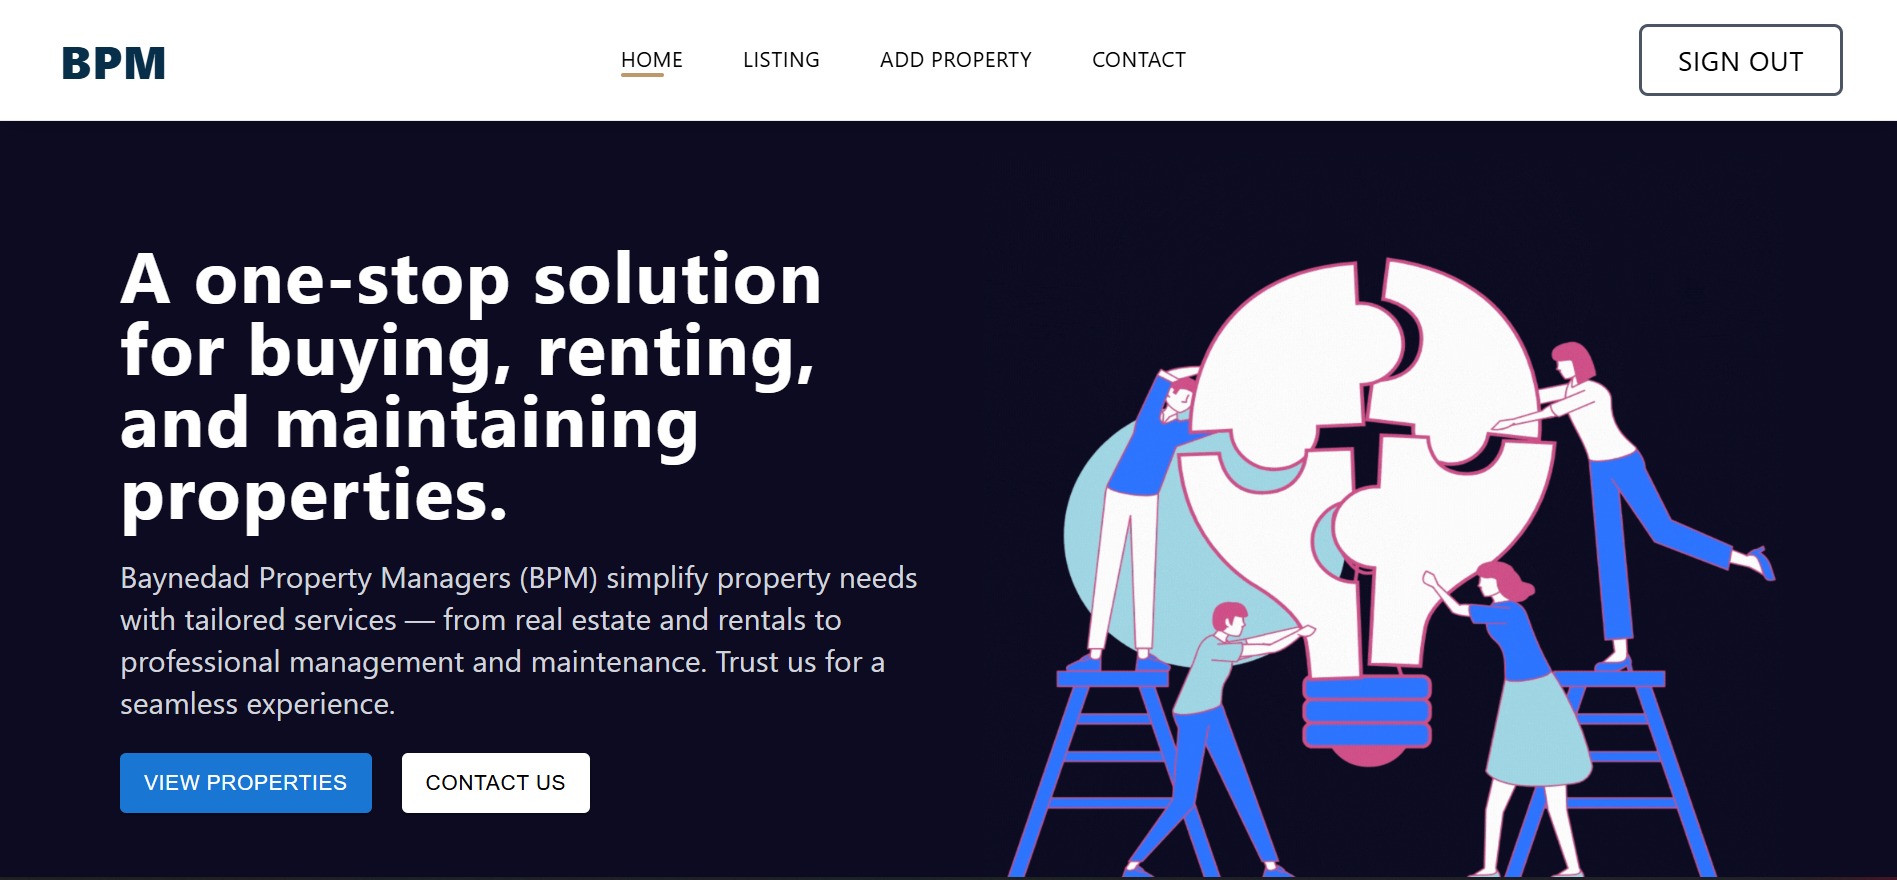 BPM
HOME
LISTING
ADD PROPERTY
CONTACT
SIGN OUT
A one-stop solution
for buying, renting,
and maintaining
properties.
Baynedad Property Managers (BPM) simplify property needs
with tailored services — from real estate and rentals to
professional management and maintenance. Trust us for a
seamless experience.
VIEW PROPERTIES
CONTACT US